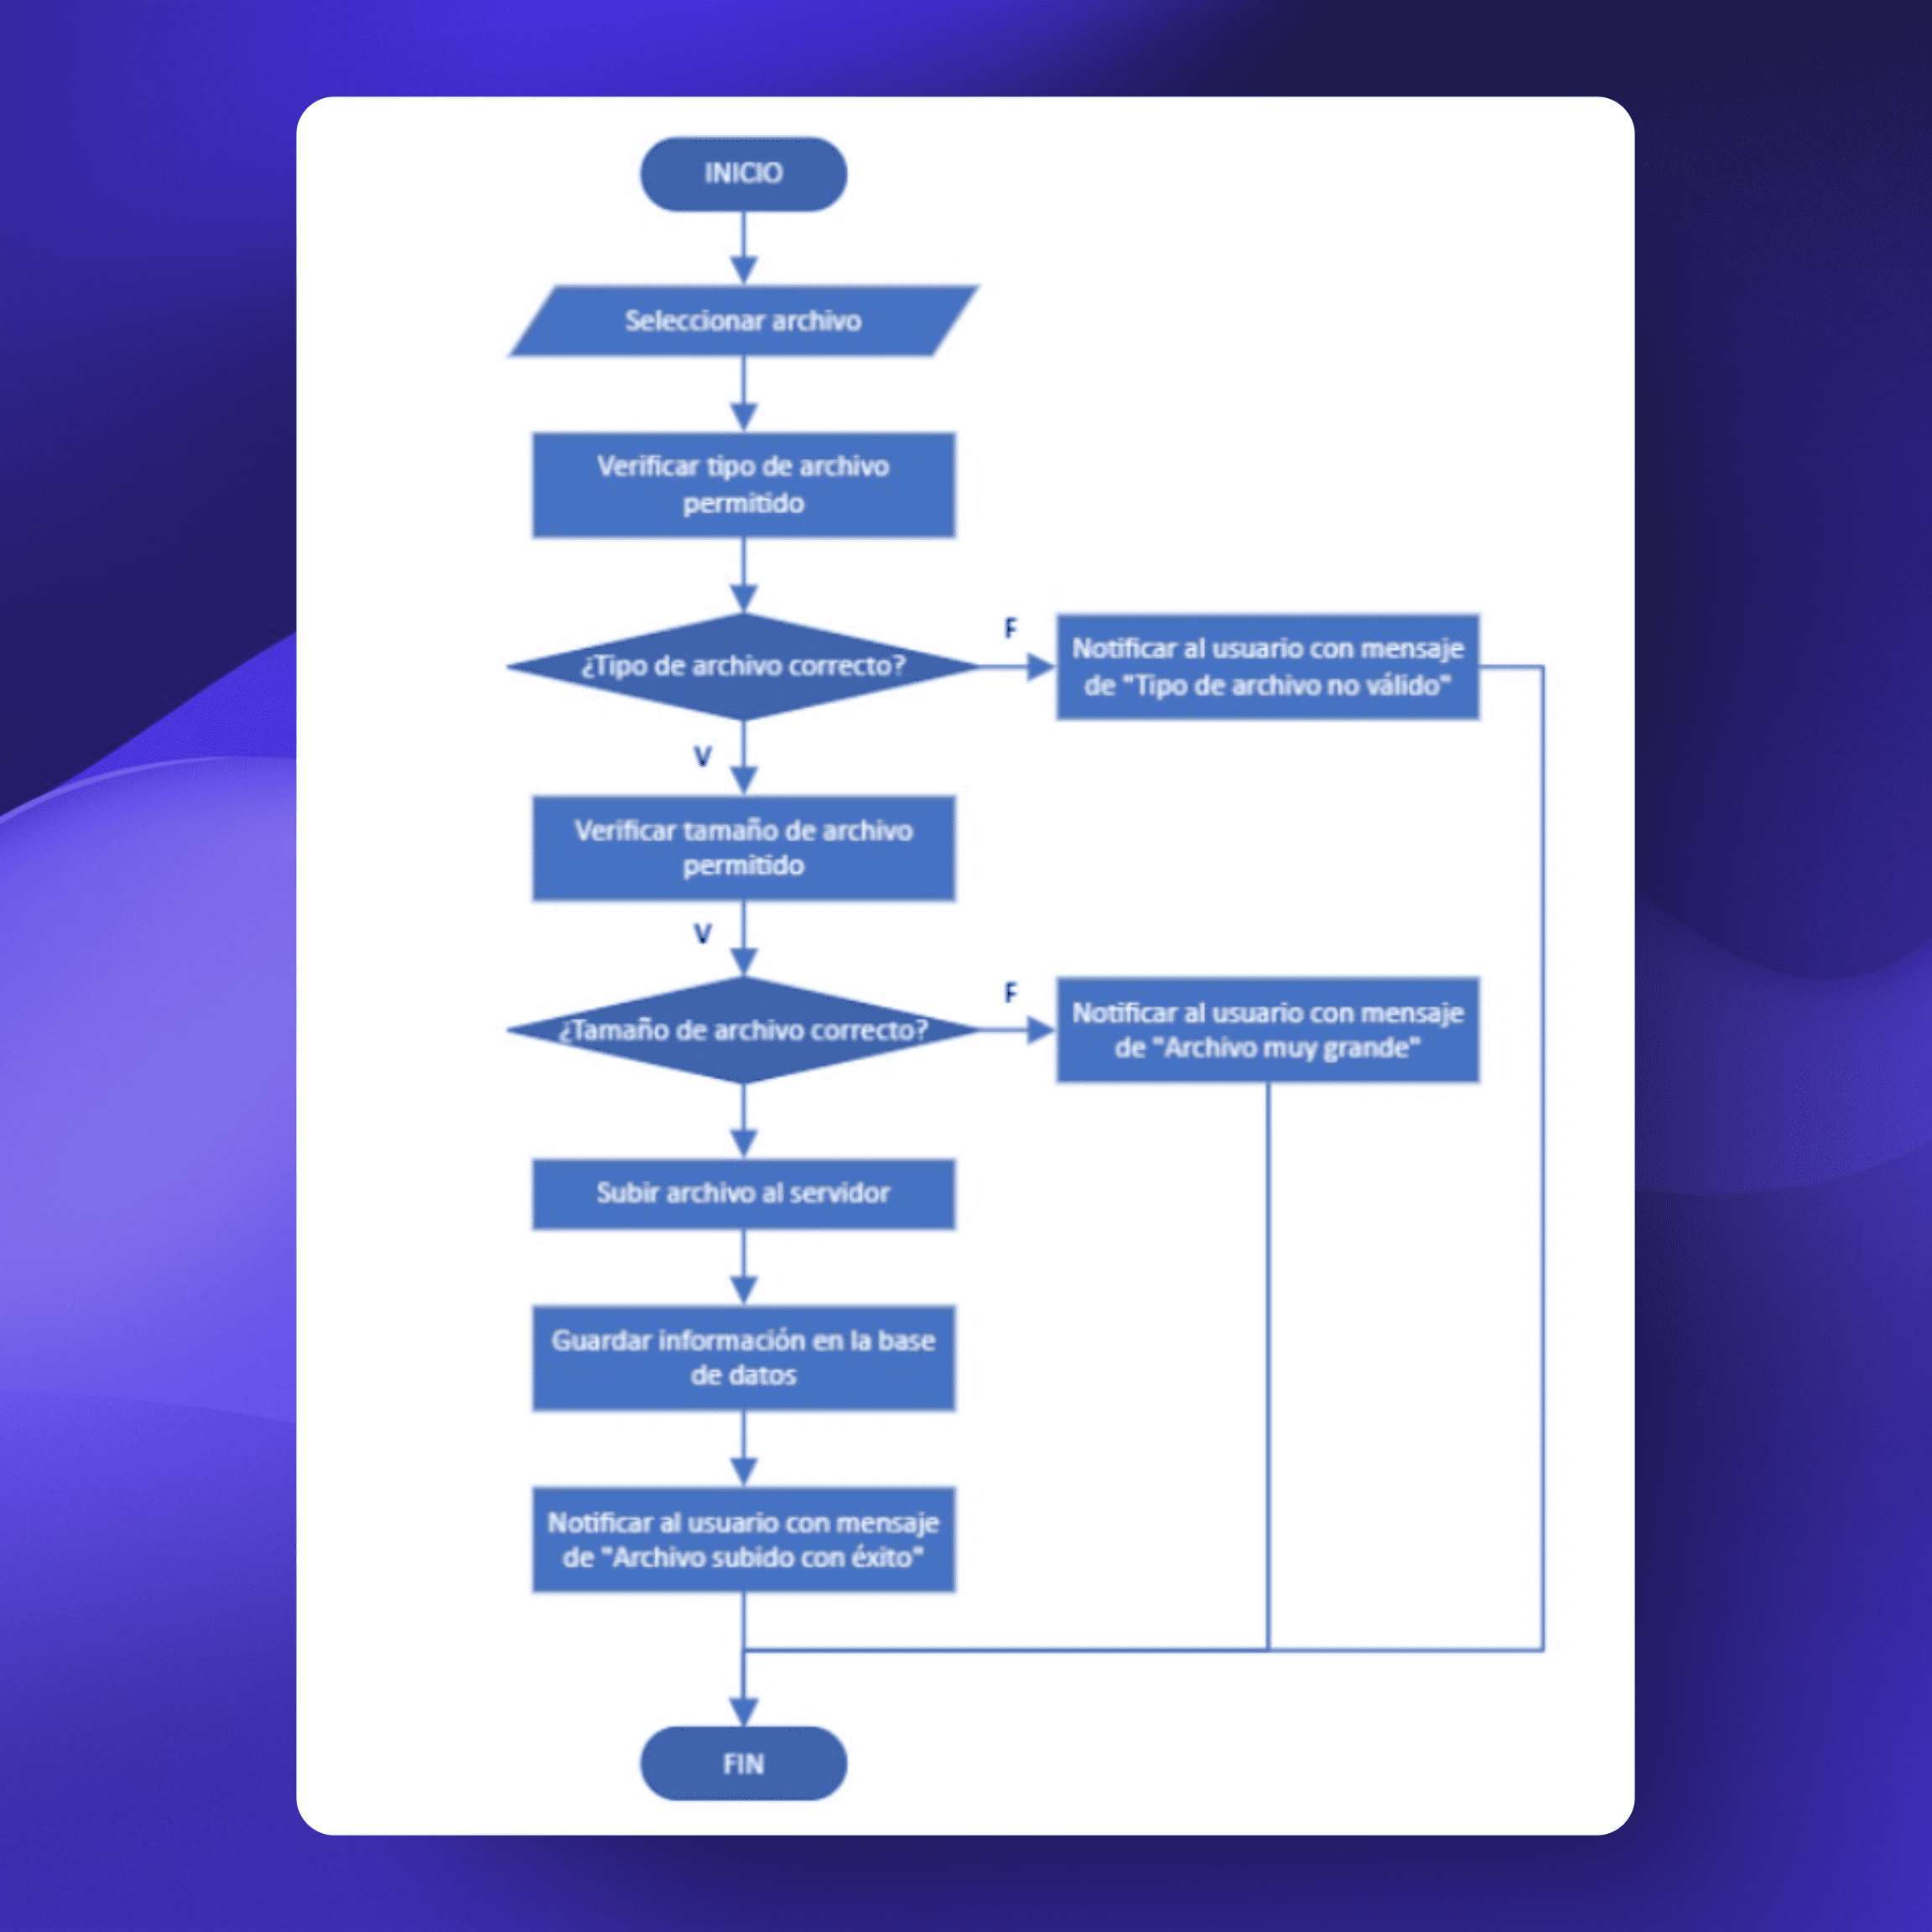 INICIO
Seleccionar archivo
Verificar tipo de archivo
permitido
¿Tipo de archivo correcto?
F
Notificar al usuario con mensaje
de "Tipo de archivo no válido"
V
Verificar tamaño de archivo
permitido
V
¿Tamaño de archivo correcto?
F
Notificar al usuario con mensaje
de "Archivo muy grande"
Subir archivo al servidor
Guardar información en la base
de datos
Notificar al usuario con mensaje
de "Archivo subido con éxito"
FIN